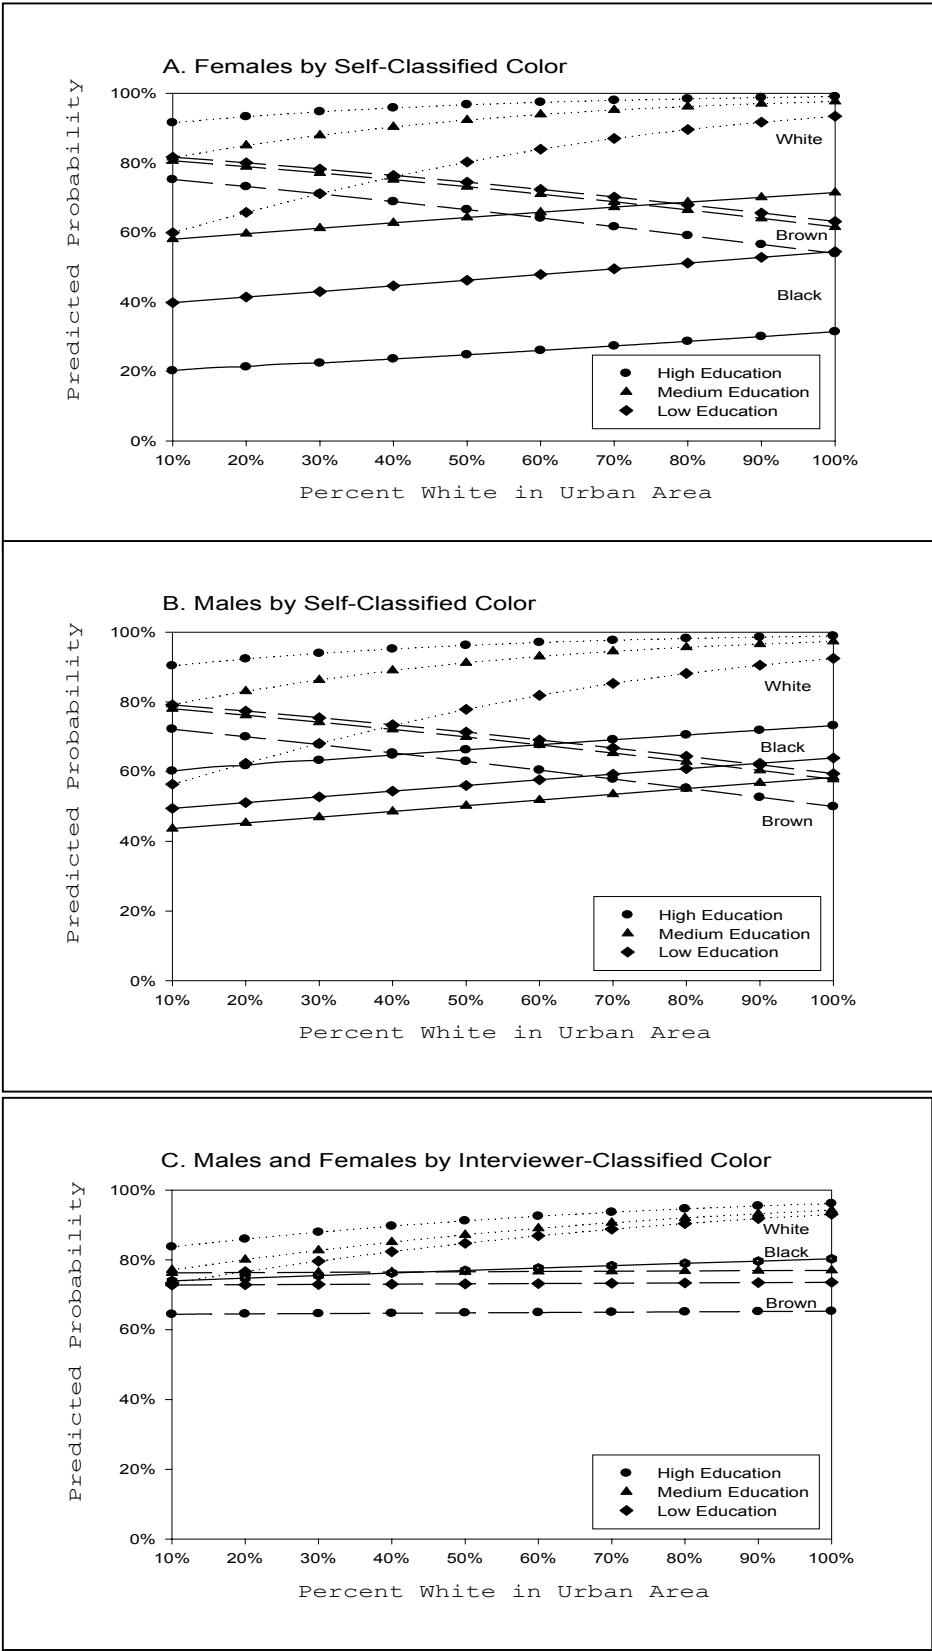 A. Females by Self-Classified Color
Predicted Probability
100%
80%
60%
40%
20%
0%
White
Brown
Black
High Education
Medium Education
Low Education
10% 20% 30% 40% 50% 60% 70% 80% 90% 100%
Percent White in Urban Area
B. Males by Self-Classified Color
Predicted Probability
100%
80%
60%
40%
20%
0%
White
Black
Brown
High Education
Medium Education
Low Education
10% 20% 30% 40% 50% 60% 70% 80% 90% 100%
Percent White in Urban Area
C. Males and Females by Interviewer-Classified Color
Predicted Probability
100%
80%
60%
40%
20%
0%
White
Black
Brown
High Education
Medium Education
Low Education
10% 20% 30% 40% 50% 60% 70% 80% 90% 100%
Percent White in Urban Area